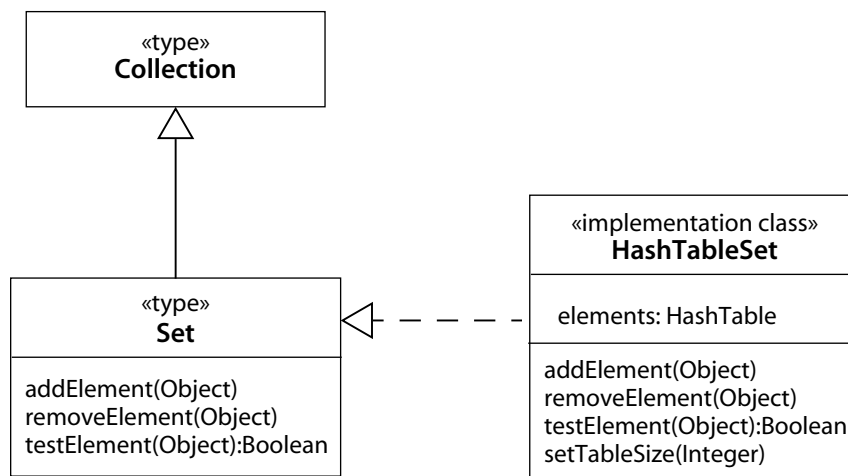 «type»
Collection
«type»
Set
addElement(Object)
removeElement(Object)
testElement(Object):Boolean
«implementation class»
HashTableSet
elements: HashTable
addElement(Object)
removeElement(Object)
testElement(Object):Boolean
setTableSize(Integer)